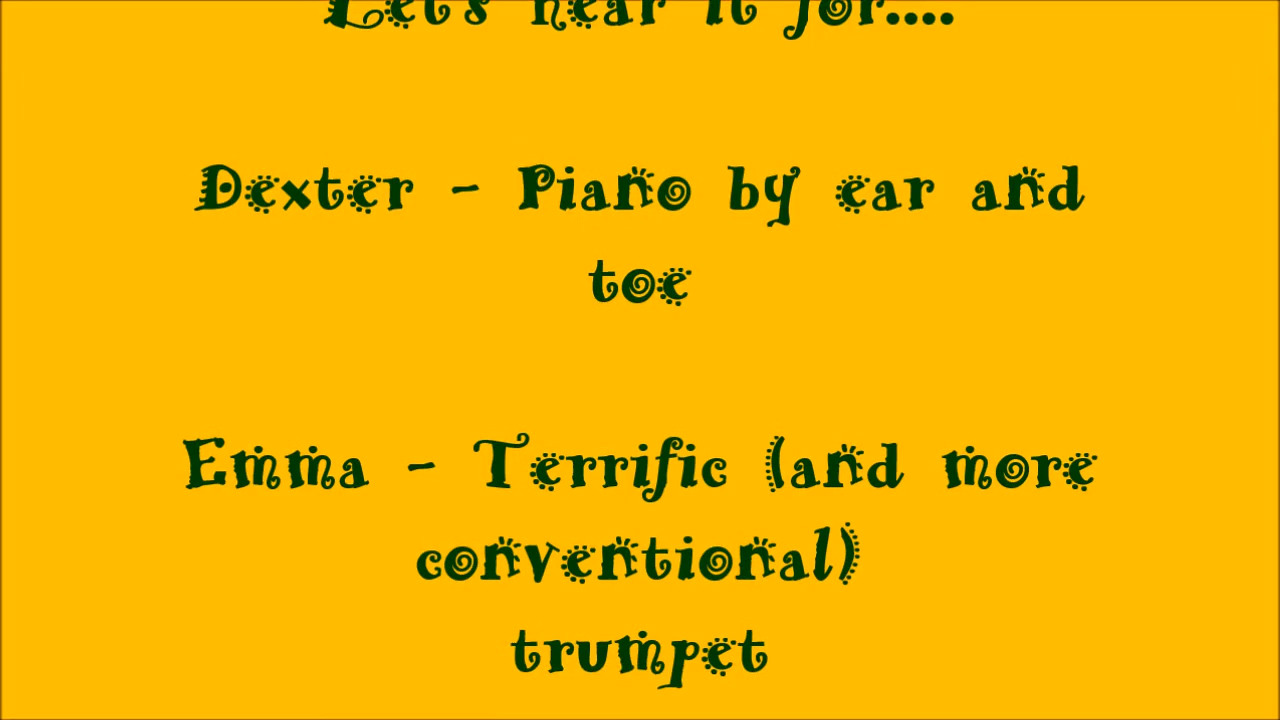 Let's hear it for....
Dexter - Piano by ear and
toe
Emma - Terrific (and more
conventional)
trumpet